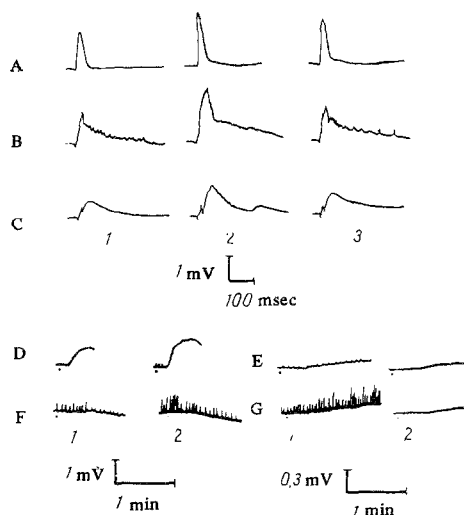 A
B
C
1 2 3
1 mV
100 msec
D E
F G
1 2 1 2
1 mV 0,3 mV
1 min 1 min